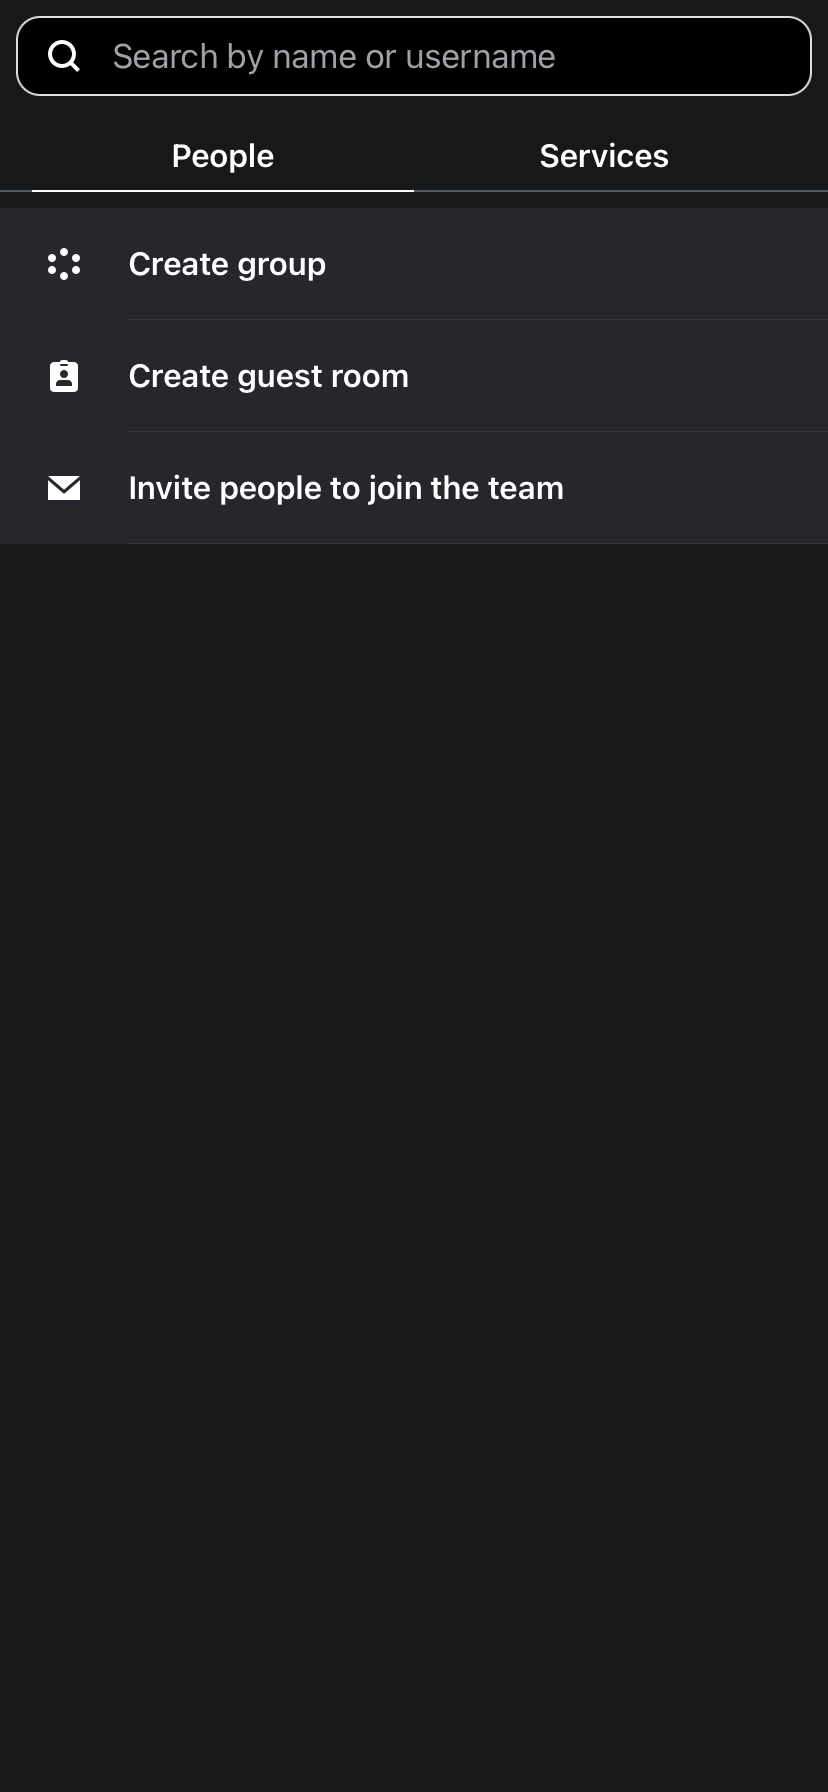 Search by name or username
People
Services
Create group
Create guest room
Invite people to join the team